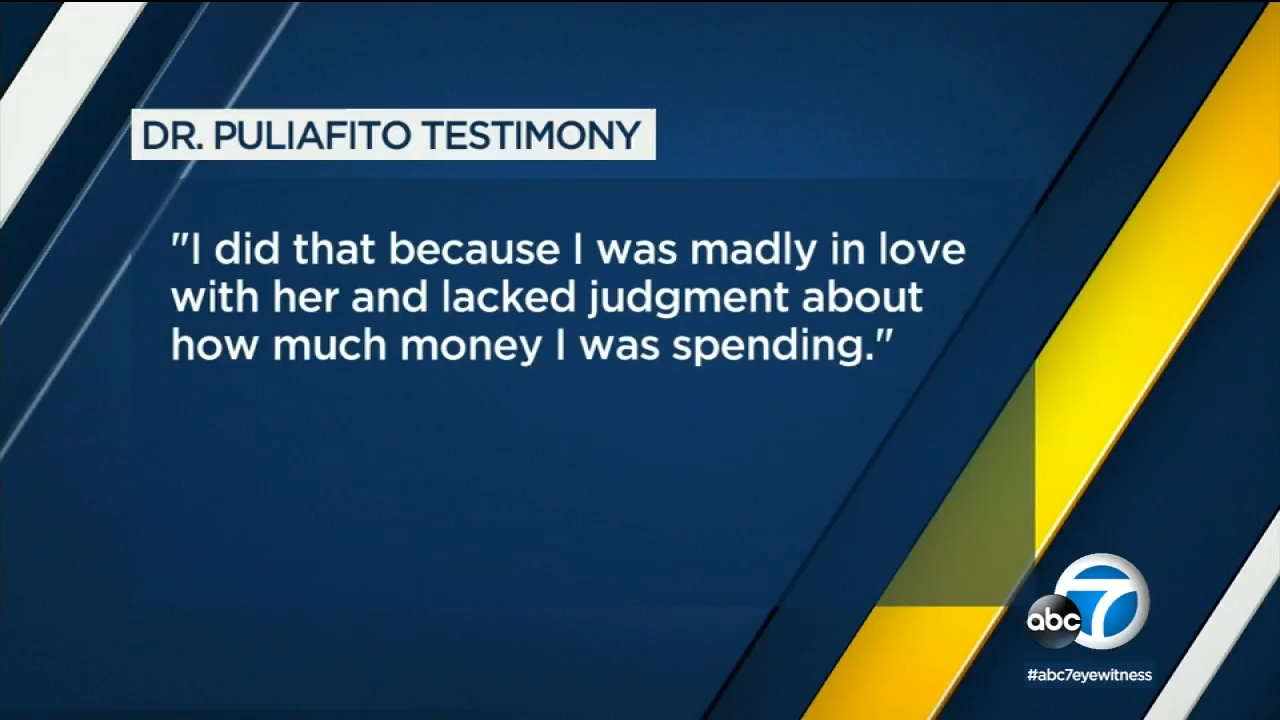 DR. PULIAFITO TESTIMONY
"I did that because I was madly in love
with her and lacked judgment about
how much money I was spending."
abc 7
#abc7eyewitness